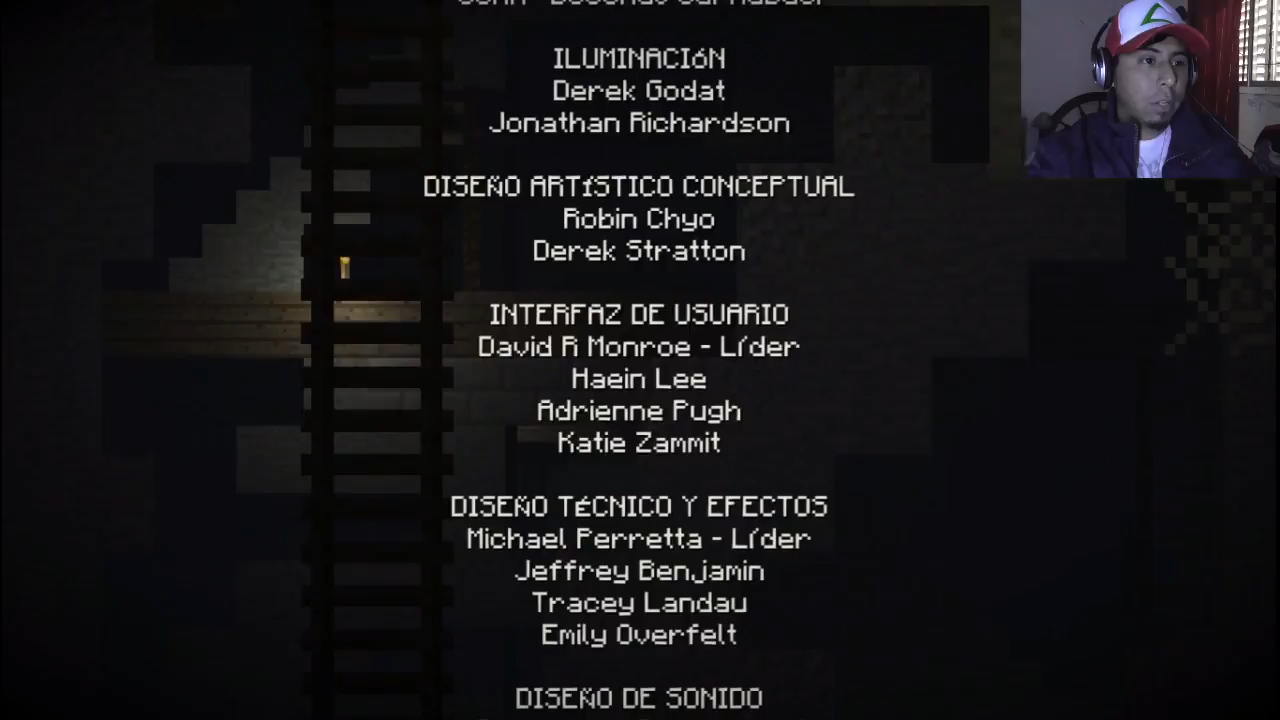 ILUMINACIóN
Derek Godat
Jonathan Richardson
DISEÑO ARTíSTICO CONCEPTUAL
Robin Chyo
Derek Stratton
INTERFAZ DE USUARIO
David R Monroe - Líder
Haein Lee
Adrienne Pugh
Katie Zammit
DISEÑO TéCNICO Y EFECTOS
Michael Perretta - Líder
Jeffrey Benjamin
Tracey Landau
Emily Overfelt
DISEÑO DE SONIDO